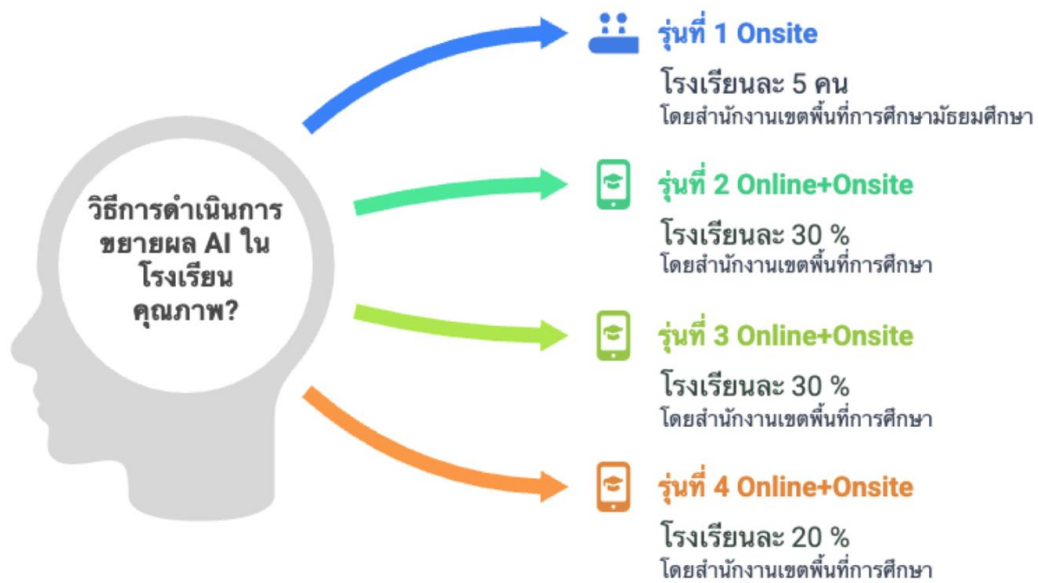 วิธีการดำเนินการ
ขยายผล AI ใน
โรงเรียน
คุณภาพ?
รุ่นที่ 1 Onsite
โรงเรียนละ 5 คน
โดยสำนักงานเขตพื้นที่การศึกษามัธยมศึกษา
รุ่นที่ 2 Online+Onsite
โรงเรียนละ 30 %
โดยสำนักงานเขตพื้นที่การศึกษา
รุ่นที่ 3 Online+Onsite
โรงเรียนละ 30 %
โดยสำนักงานเขตพื้นที่การศึกษา
รุ่นที่ 4 Online+Onsite
โรงเรียนละ 20 %
โดยสำนักงานเขตพื้นที่การศึกษา